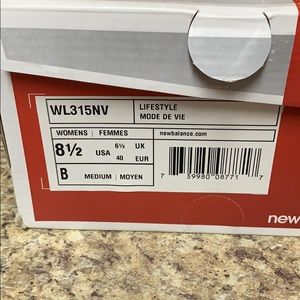 WL315NV
LIFESTYLE
MODE DE VIE
WOMENS | FEMMES
newbalance.com
8½ USA 6½ UK
40 EUR
B MEDIUM | MOYEN
7 39980 08771 7
new